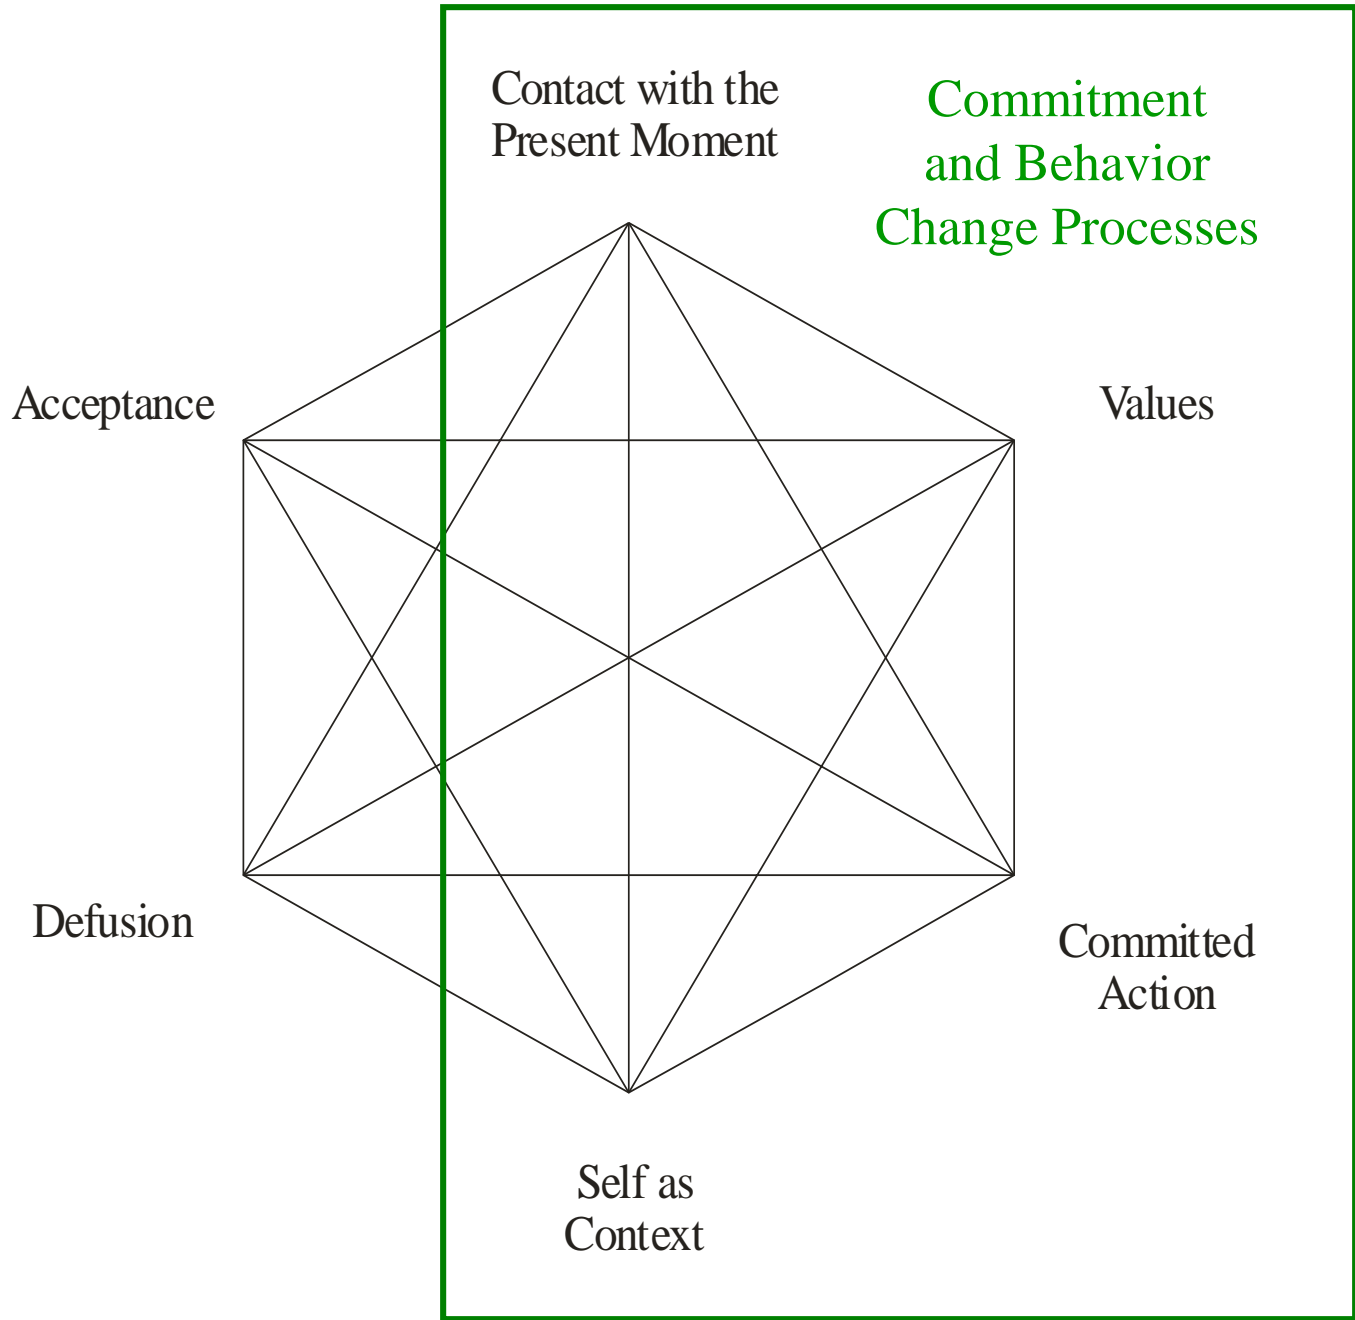 Contact with the
Present Moment
Commitment
and Behavior
Change Processes
Acceptance
Values
Defusion
Committed
Action
Self as
Context